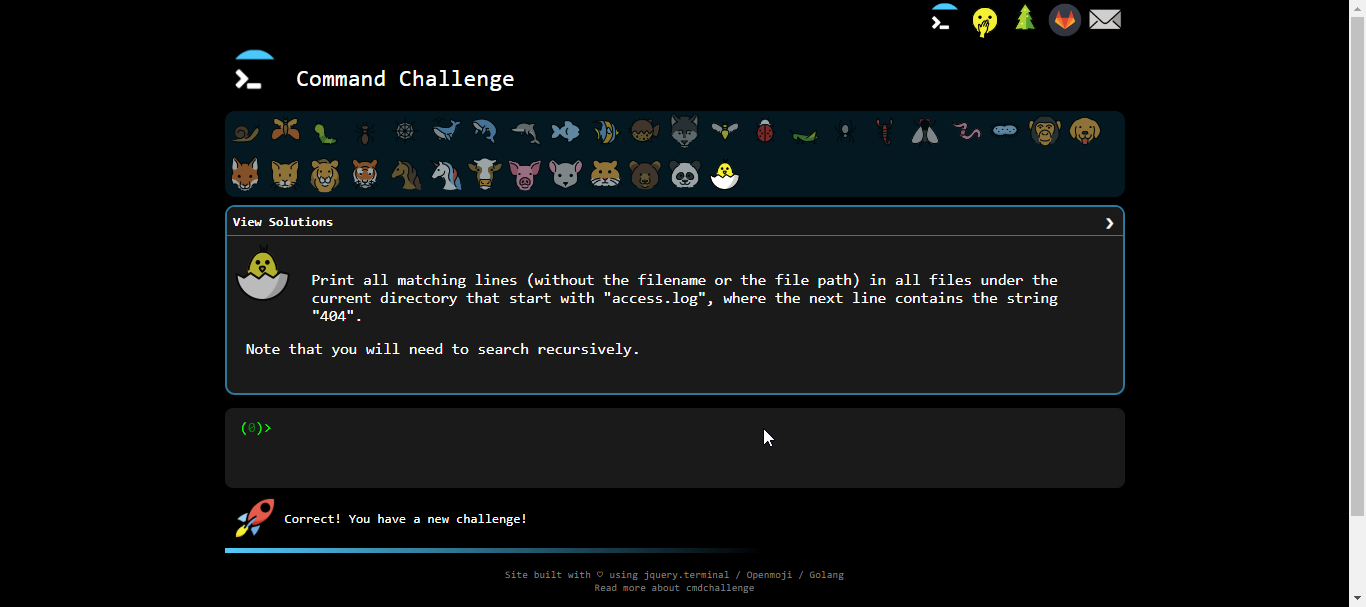 Command Challenge
View Solutions
Print all matching lines (without the filename or the file path) in all files under the
current directory that start with "access.log", where the next line contains the string
"404".
Note that you will need to search recursively.
(0)>
Correct! You have a new challenge!
Site built with ♡ using jquery.terminal / Openmoji / Golang
Read more about cmdchallenge